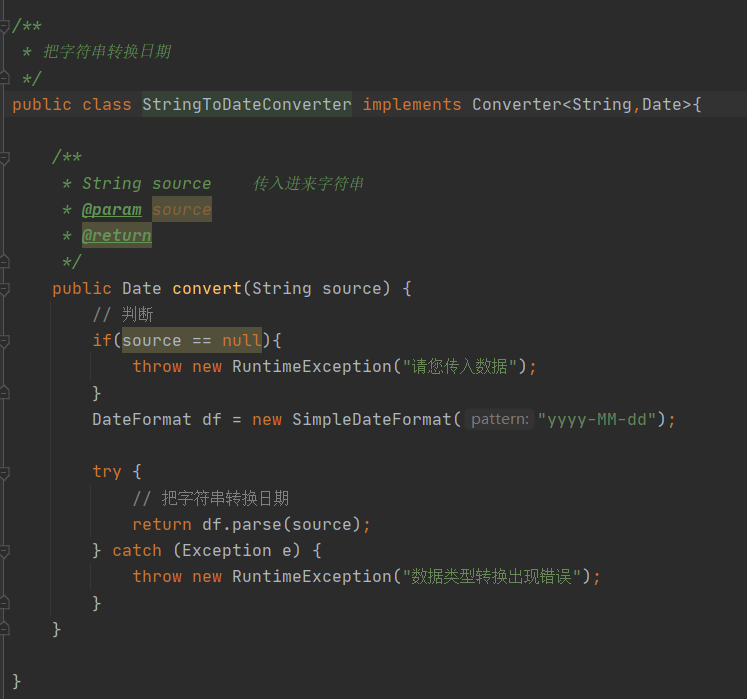 /**
 * 把字符串转换日期
 */
public class StringToDateConverter implements Converter<String,Date>{
    /**
     * String source    传入进来字符串
     * @param source
     * @return
     */
    public Date convert(String source) {
        // 判断
        if(source == null){
            throw new RuntimeException("请您传入数据");
        }
        DateFormat df = new SimpleDateFormat( pattern: "yyyy-MM-dd");
        try {
            // 把字符串转换日期
            return df.parse(source);
        } catch (Exception e) {
            throw new RuntimeException("数据类型转换出现错误");
        }
    }
}